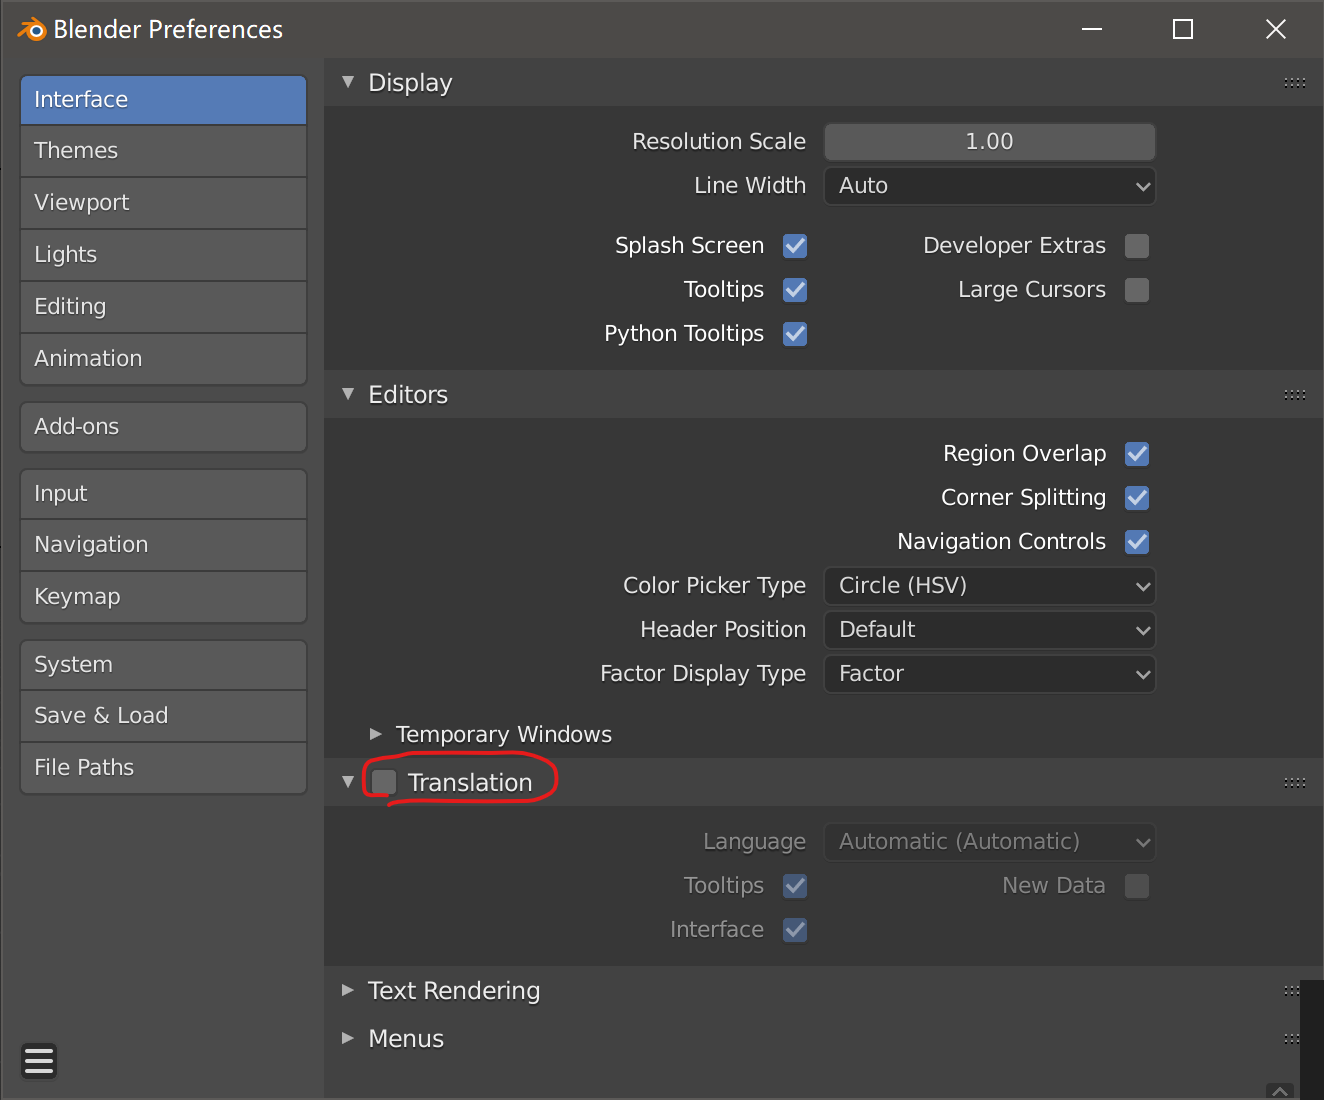 Blender Preferences
Interface
Themes
Viewport
Lights
Editing
Animation
Add-ons
Input
Navigation
Keymap
System
Save & Load
File Paths
Display
Resolution Scale 1.00
Line Width Auto
Splash Screen Developer Extras
Tooltips Large Cursors
Python Tooltips
Editors
Region Overlap
Corner Splitting
Navigation Controls
Color Picker Type Circle (HSV)
Header Position Default
Factor Display Type Factor
Temporary Windows
Translation
Language Automatic (Automatic)
Tooltips New Data
Interface
Text Rendering
Menus